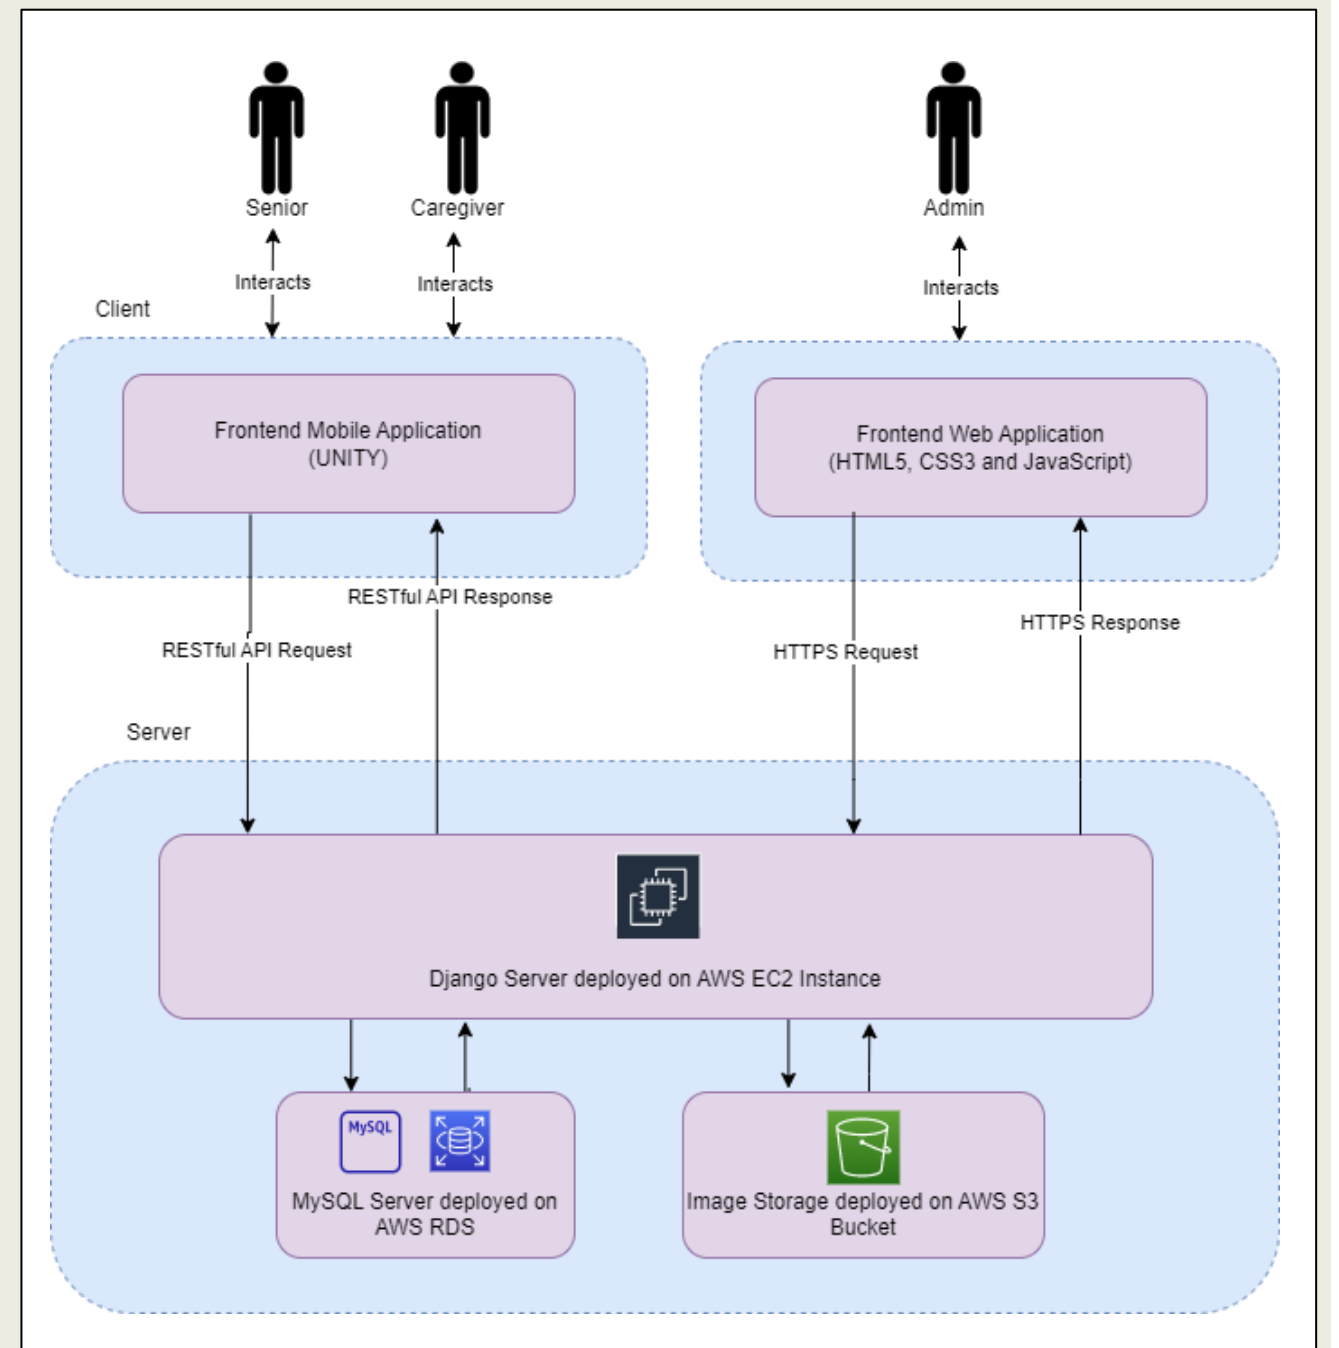 Senior
Caregiver
Admin
Interacts
Interacts
Interacts
Client
Frontend Mobile Application
(UNITY)
Frontend Web Application
(HTML5, CSS3 and JavaScript)
RESTful API Response
RESTful API Request
HTTPS Response
HTTPS Request
Server
Django Server deployed on AWS EC2 Instance
MySQL
MySQL Server deployed on
AWS RDS
Image Storage deployed on AWS S3
Bucket